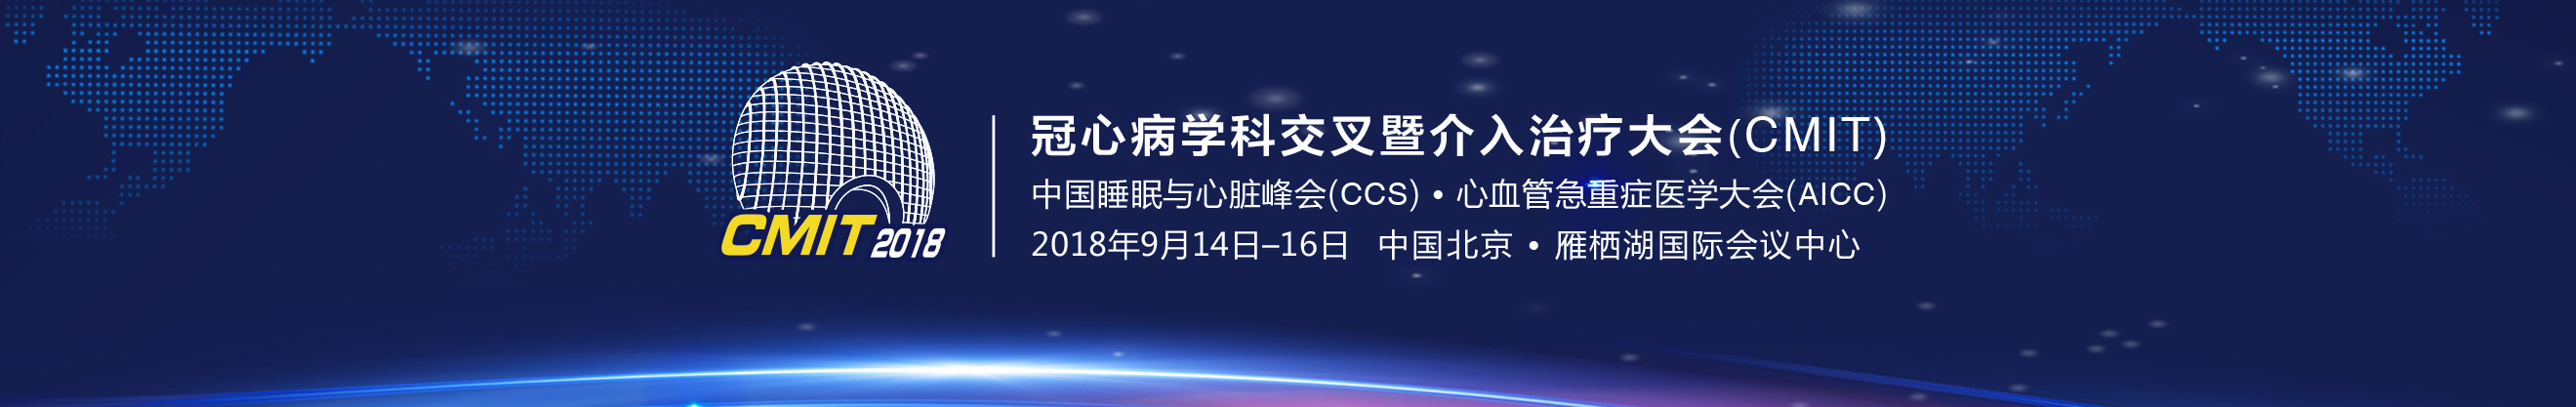 CMIT 2018
冠心病学科交叉暨介入治疗大会(CMIT)
中国睡眠与心脏峰会(CCS) • 心血管急重症医学大会(AICC)
2018年9月14日–16日 中国北京 • 雁栖湖国际会议中心